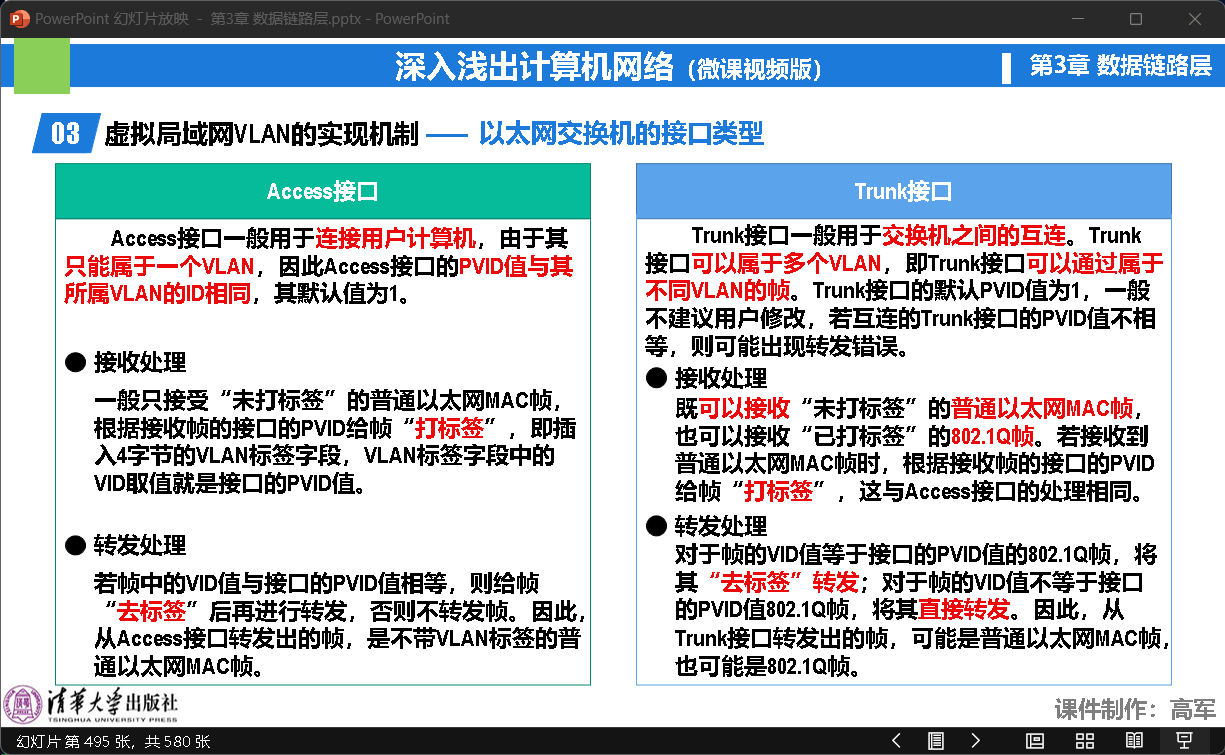 PowerPoint 幻灯片放映 - 第3章 数据链路层.pptx - PowerPoint
深入浅出计算机网络（微课视频版）
第3章 数据链路层
03 虚拟局域网VLAN的实现机制 —— 以太网交换机的接口类型
Access接口
Access接口一般用于连接用户计算机，由于其
只能属于一个VLAN，因此Access接口的PVID值与其
所属VLAN的ID相同，其默认值为1。
● 接收处理
一般只接受“未打标签”的普通以太网MAC帧，
根据接收帧的接口的PVID给帧“打标签”，即插
入4字节的VLAN标签字段，VLAN标签字段中的
VID取值就是接口的PVID值。
● 转发处理
若帧中的VID值与接口的PVID值相等，则给帧
“去标签”后再进行转发，否则不转发帧。因此，
从Access接口转发出的帧，是不带VLAN标签的普
通以太网MAC帧。
Trunk接口
Trunk接口一般用于交换机之间的互连。Trunk
接口可以属于多个VLAN，即Trunk接口可以通过属于
不同VLAN的帧。Trunk接口的默认PVID值为1，一般
不建议用户修改，若互连的Trunk接口的PVID值不相
等，则可能出现转发错误。
● 接收处理
既可以接收“未打标签”的普通以太网MAC帧，
也可以接收“已打标签”的802.1Q帧。若接收到
普通以太网MAC帧时，根据接收帧的接口的PVID
给帧“打标签”，这与Access接口的处理相同。
● 转发处理
对于帧的VID值等于接口的PVID值的802.1Q帧，将
其“去标签”转发；对于帧的VID值不等于接口
的PVID值802.1Q帧，将其直接转发。因此，从
Trunk接口转发出的帧，可能是普通以太网MAC帧，
也可能是802.1Q帧。
清华大学出版社
TSINGHUA UNIVERSITY PRESS
课件制作：高军
幻灯片 第 495 张，共 580 张